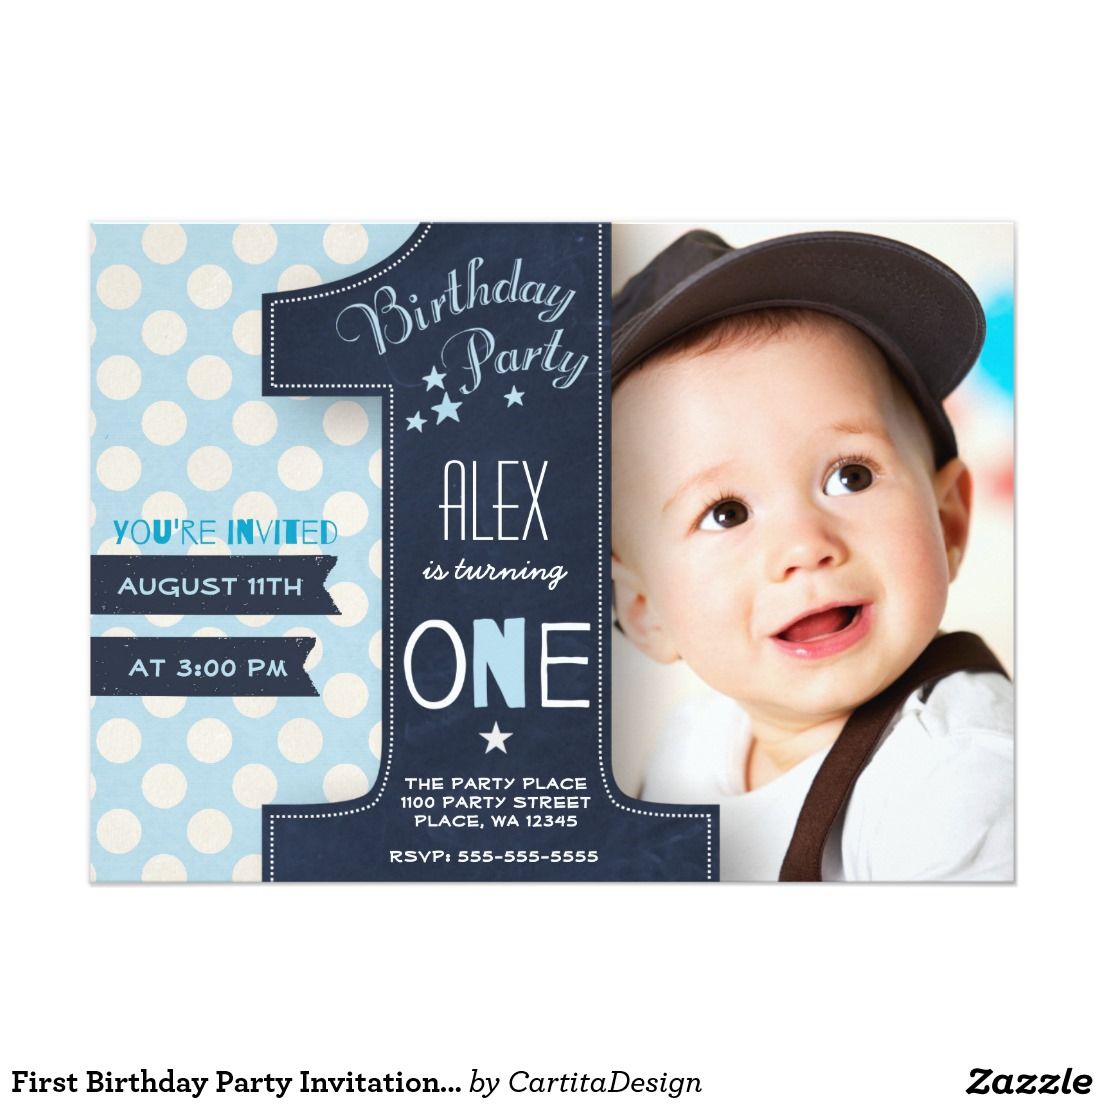 Birthday
Party
ALEX
is turning
ONE
YOU'RE INVITED
AUGUST 11TH
AT 3:00 PM
THE PARTY PLACE
1100 PARTY STREET
PLACE, WA 12345
RSVP: 555-555-5555
First Birthday Party Invitation... by CartitaDesign
Zazzle